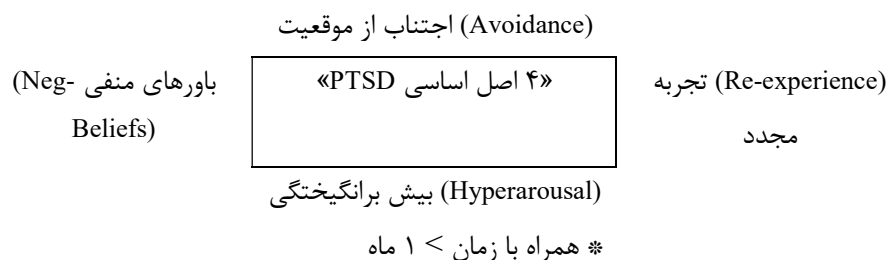 (Avoidance) اجتناب از موقعیت
(Re-experience) تجربه
مجدد
«۴ اصل اساسی PTSD»
باورهای منفی (Neg-
Beliefs)
(Hyperarousal) بیش برانگیختگی
* همراه با زمان > ۱ ماه